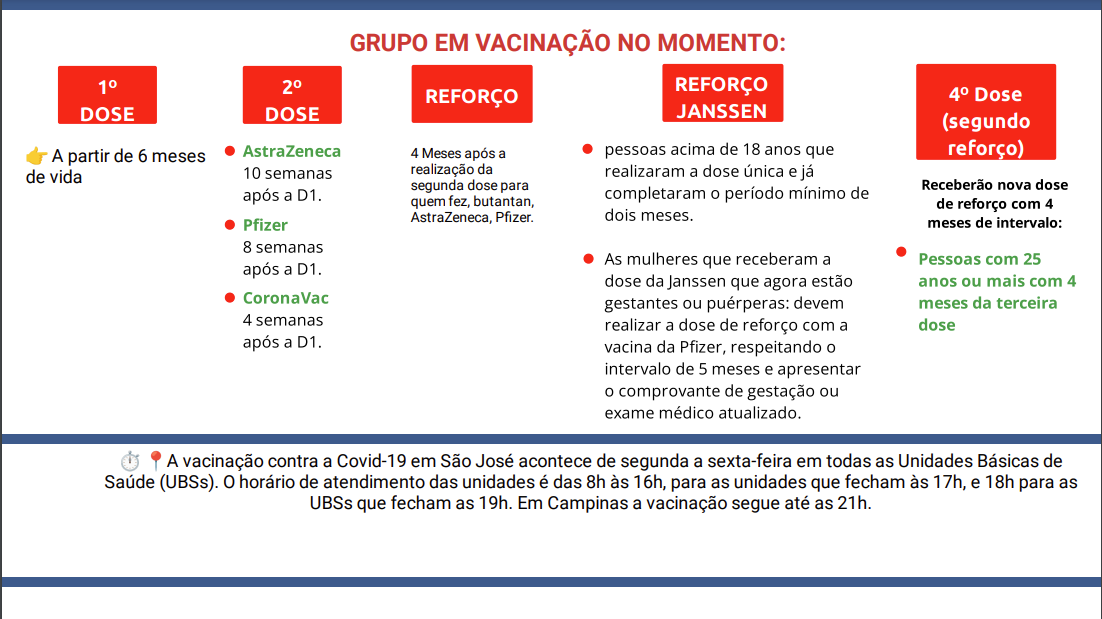 GRUPO EM VACINAÇÃO NO MOMENTO:
1º
DOSE
👉 A partir de 6 meses
de vida
2º
DOSE
AstraZeneca
10 semanas
após a D1.
Pfizer
8 semanas
após a D1.
CoronaVac
4 semanas
após a D1.
REFORÇO
4 Meses após a
realização da
segunda dose para
quem fez, butantan,
AstraZeneca, Pfizer.
REFORÇO
JANSSEN
pessoas acima de 18 anos que
realizaram a dose única e já
completaram o período mínimo de
dois meses.
As mulheres que receberam a
dose da Janssen que agora estão
gestantes ou puérperas: devem
realizar a dose de reforço com a
vacina da Pfizer, respeitando o
intervalo de 5 meses e apresentar
o comprovante de gestação ou
exame médico atualizado.
4º Dose
(segundo
reforço)
Receberão nova dose
de reforço com 4
meses de intervalo:
Pessoas com 25
anos ou mais com 4
meses da terceira
dose
⏱️📍A vacinação contra a Covid-19 em São José acontece de segunda a sexta-feira em todas as Unidades Básicas de
Saúde (UBSs). O horário de atendimento das unidades é das 8h às 16h, para as unidades que fecham às 17h, e 18h para as
UBSs que fecham as 19h. Em Campinas a vacinação segue até as 21h.